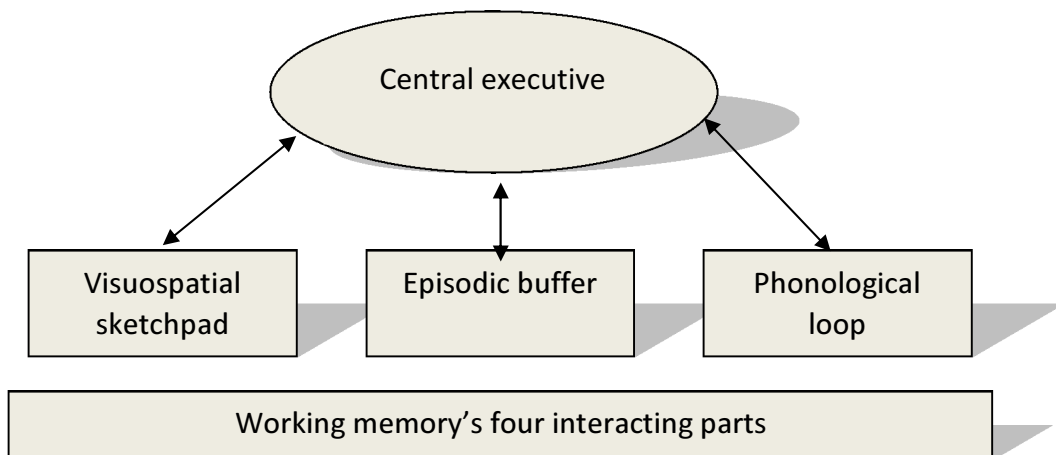 Central executive
Visuospatial
sketchpad
Episodic buffer
Phonological
loop
Working memory’s four interacting parts